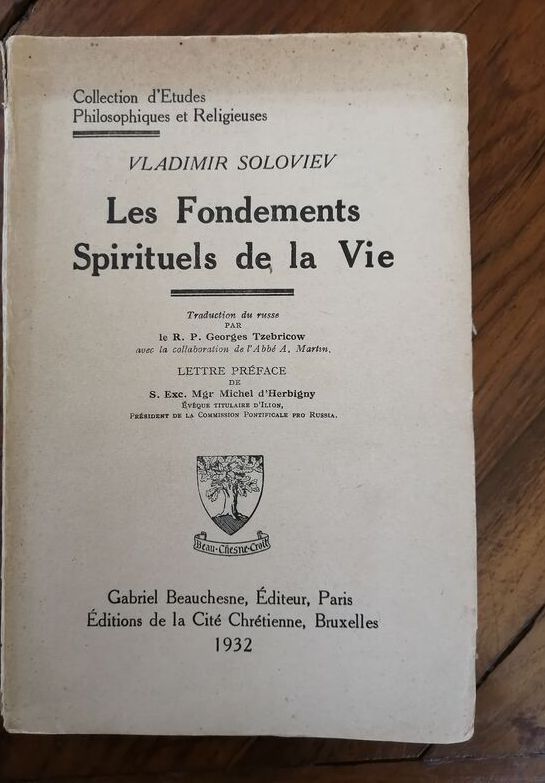 Collection d'Etudes
Philosophiques et Religieuses
VLADIMIR SOLOVIEV
Les Fondements
Spirituels de la Vie
Traduction du russe
PAR
le R. P. Georges Tzebricow
avec la collaboration de l'Abbé A. Martin.
LETTRE PRÉFACE
DE
S. Exc. Mgr Michel d'Herbigny
ÉVÊQUE TITULAIRE D'ILION,
PRÉSIDENT DE LA COMMISSION PONTIFICALE PRO RUSSIA.
Beau-Chesne-Croit
Gabriel Beauchesne, Éditeur, Paris
Éditions de la Cité Chrétienne, Bruxelles
1932